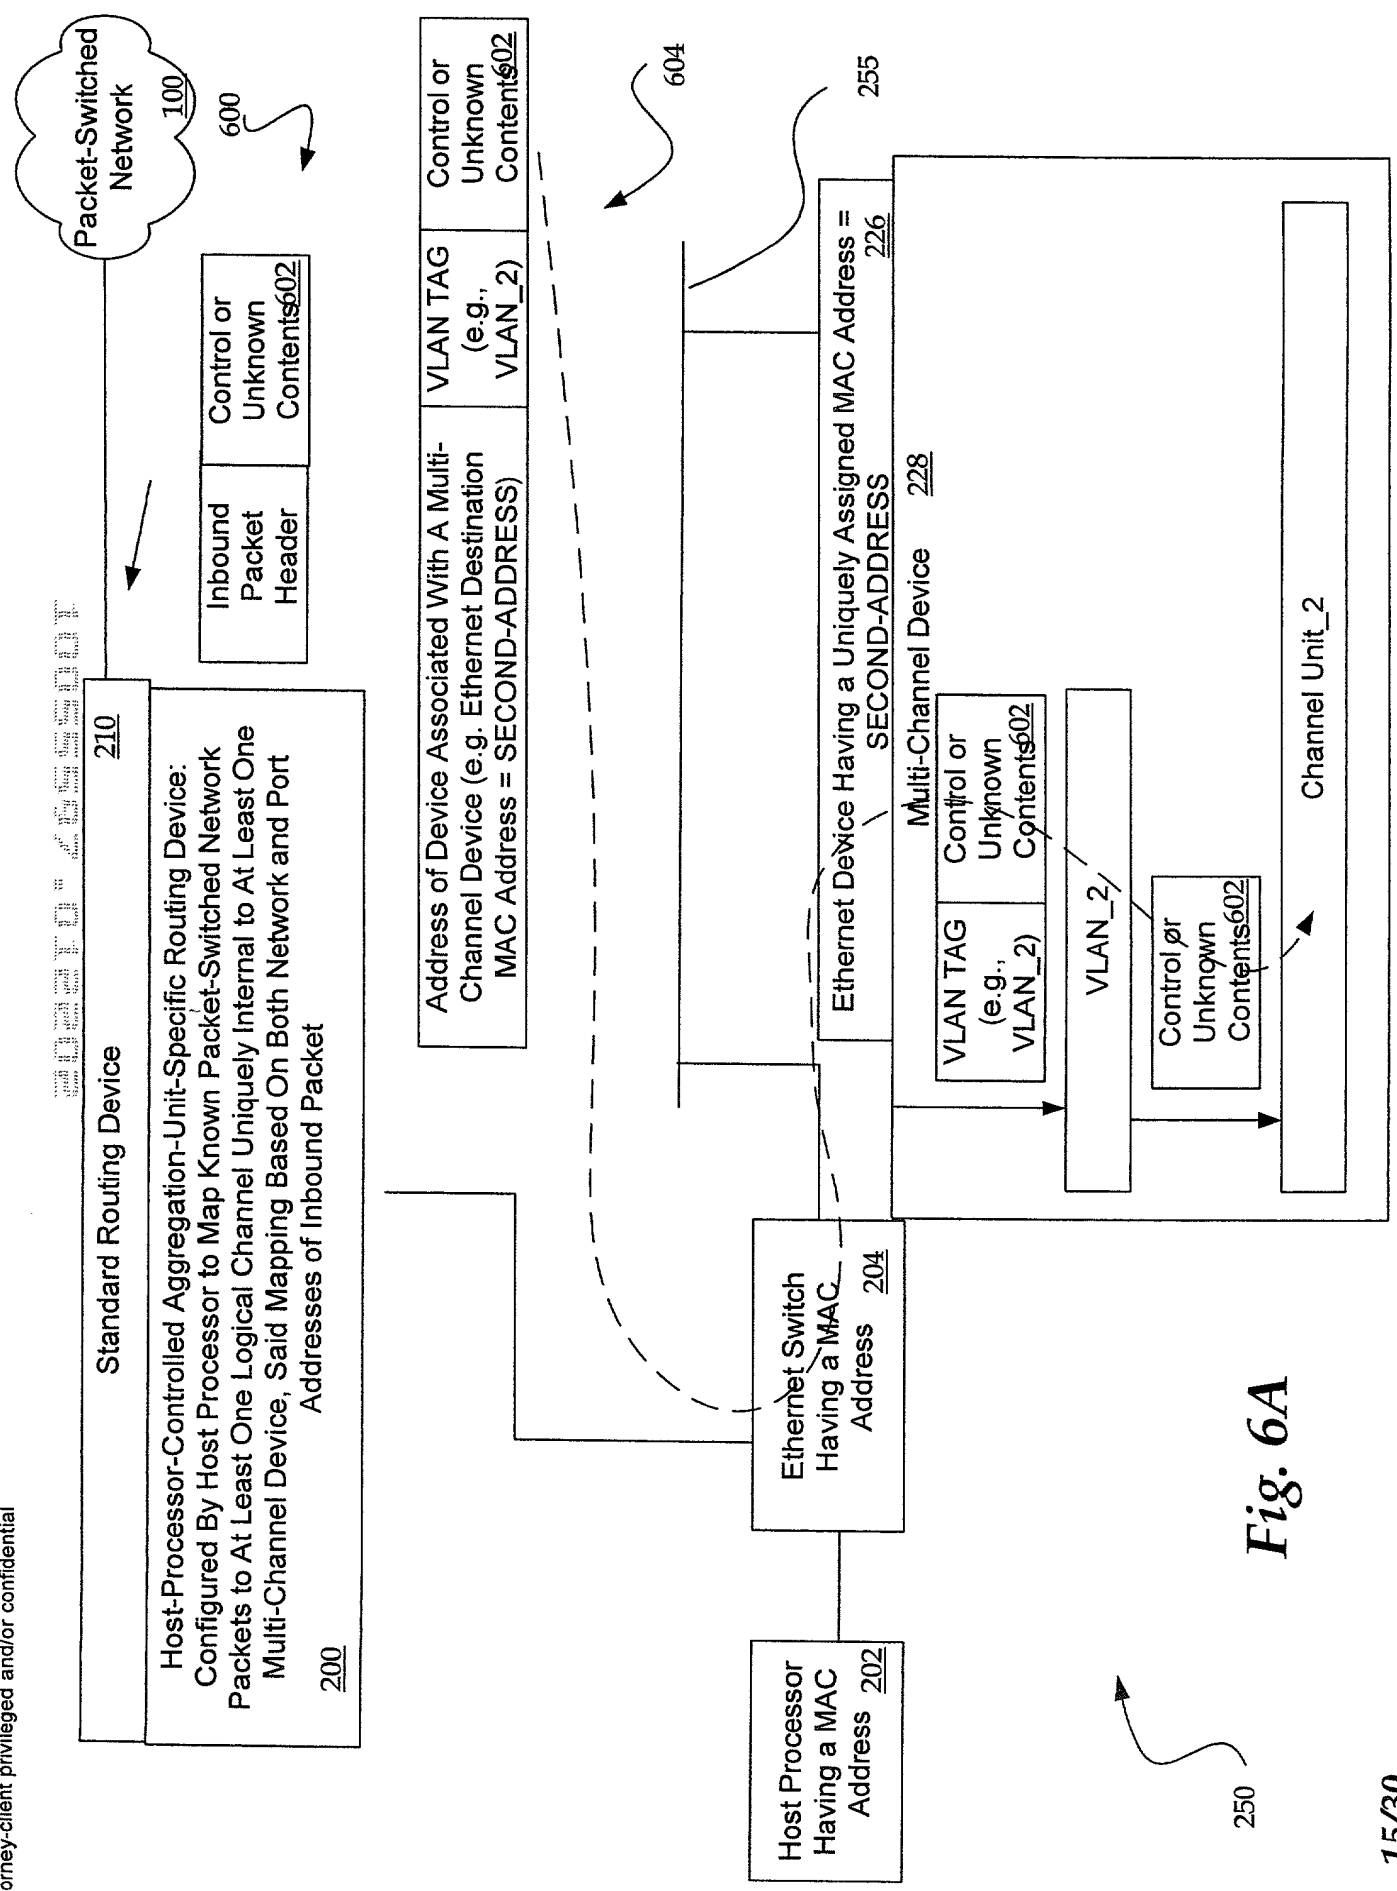 orney-client privileged and/or confidential
Packet-Switched
Network
100
600
Standard Routing Device
210
Host-Processor-Controlled Aggregation-Unit-Specific Routing Device:
Configured By Host Processor to Map Known Packet-Switched Network
Packets to At Least One Logical Channel Uniquely Internal to At Least One
Multi-Channel Device, Said Mapping Based On Both Network and Port
Addresses of Inbound Packet
200
Inbound
Packet
Header
Control or
Unknown
Contents602
Address of Device Associated With A Multi-
Channel Device (e.g. Ethernet Destination
MAC Address = SECOND-ADDRESS)
VLAN TAG
(e.g.,
VLAN_2)
Control or
Unknown
Contents602
604
255
Host Processor
Having a MAC
Address 202
Ethernet Switch
Having a MAC
Address 204
Ethernet Device Having a Uniquely Assigned MAC Address =
SECOND-ADDRESS 226
Multi-Channel Device 228
VLAN TAG
(e.g.,
VLAN_2)
Control or
Unknown
Contents602
VLAN_2
Control or
Unknown
Contents602
Channel Unit_2
250
Fig. 6A
15/30